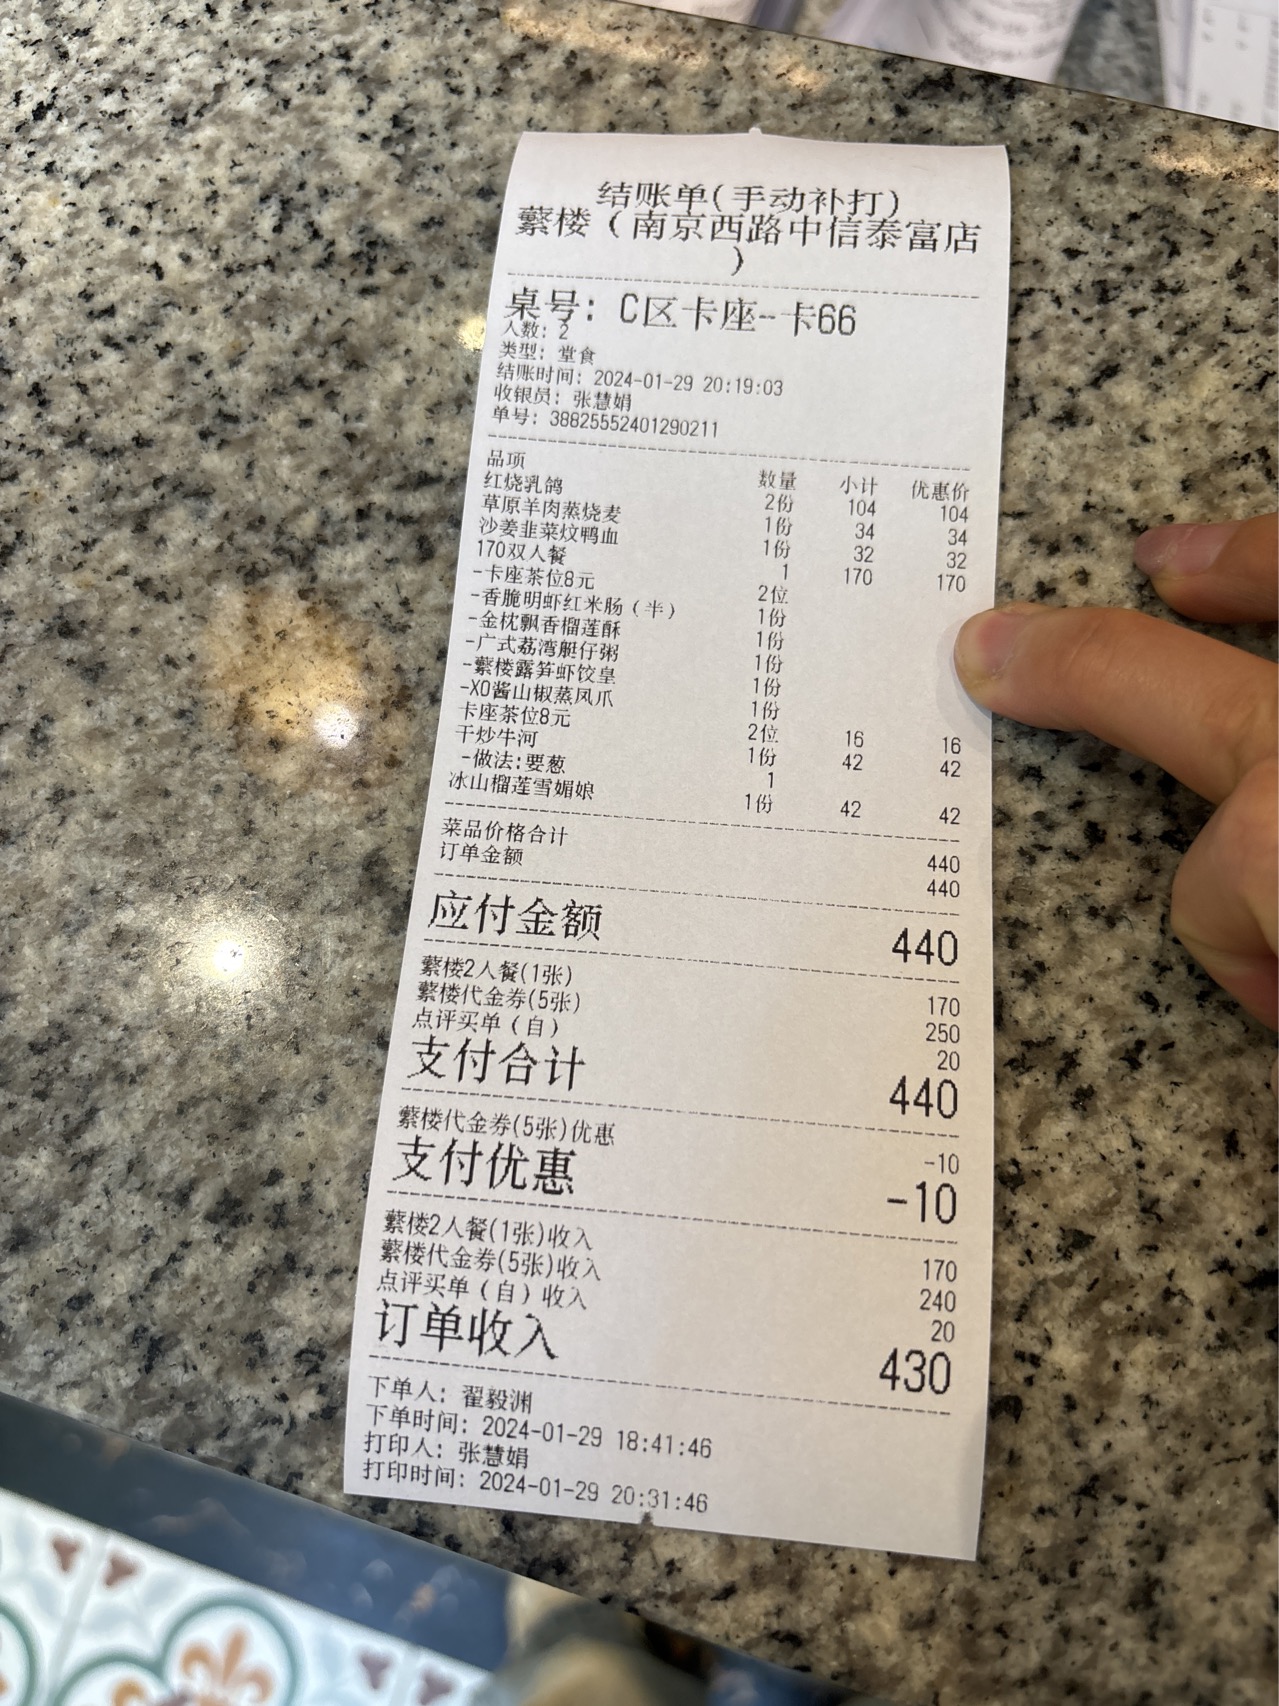 结账单(手动补打)
蘩楼（南京西路中信泰富店
）
桌号: C区卡座--卡66
人数: 2
类型: 堂食
结账时间: 2024-01-29 20:19:03
收银员: 张慧娟
单号: 38825552401290211
品项 数量 小计 优惠价
红烧乳鸽 2份 104 104
草原羊肉蒸烧麦 1份 34 34
沙姜韭菜炆鸭血 1份 32 32
170双人餐 1 170 170
-卡座茶位8元 2位
-香脆明虾红米肠（半） 1份
-金枕飘香榴莲酥 1份
-广式荔湾艇仔粥 1份
-蘩楼露笋虾饺皇 1份
-XO酱山椒蒸凤爪 1份
卡座茶位8元 2位 16 16
干炒牛河 1份 42 42
-做法:要葱 1
冰山榴莲雪媚娘 1份 42 42
菜品价格合计 440
订单金额 440
应付金额 440
蘩楼2人餐(1张) 170
蘩楼代金券(5张) 250
点评买单（自） 20
支付合计 440
蘩楼代金券(5张)优惠 -10
支付优惠 -10
蘩楼2人餐(1张)收入 170
蘩楼代金券(5张)收入 240
点评买单（自）收入 20
订单收入 430
下单人: 翟毅渊
下单时间: 2024-01-29 18:41:46
打印人: 张慧娟
打印时间: 2024-01-29 20:31:46